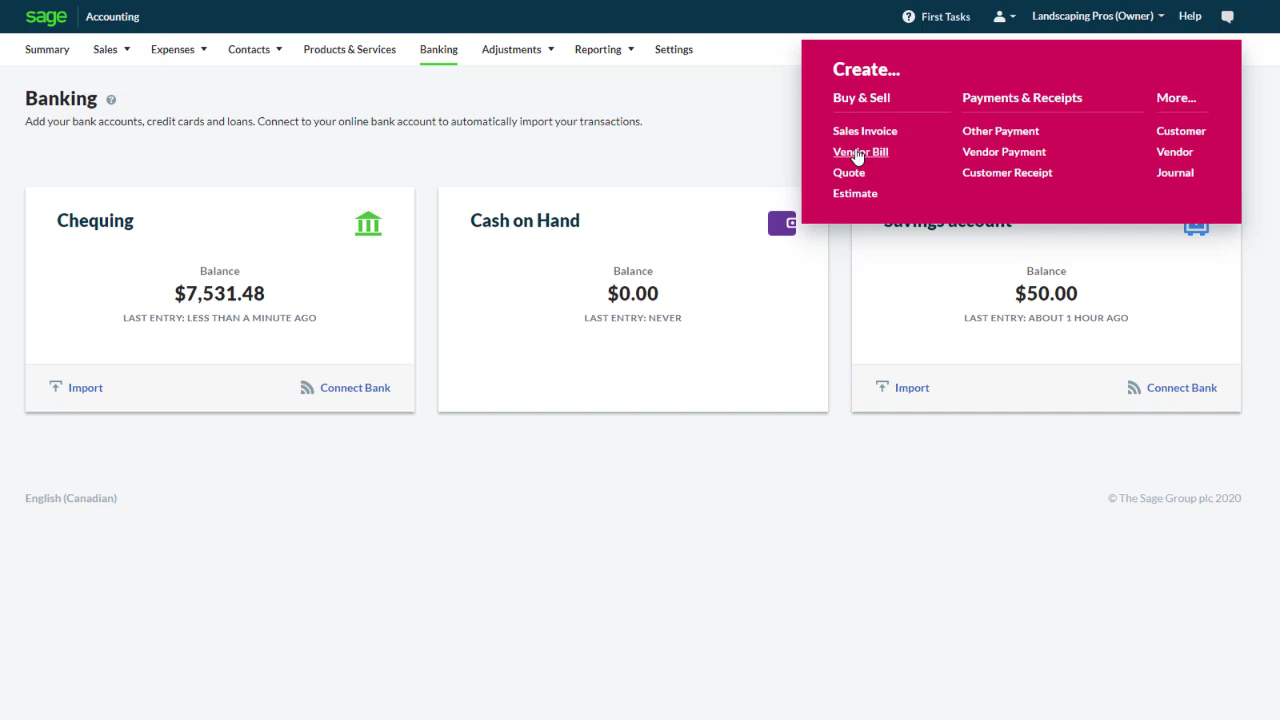 sage Accounting First Tasks Landscaping Pros (Owner) Help
Summary Sales Expenses Contacts Products & Services Banking Adjustments Reporting Settings
Create...
Buy & Sell Payments & Receipts More...
Sales Invoice Other Payment Customer
Vendor Bill Vendor Payment Vendor
Quote Customer Receipt Journal
Estimate
Banking
Add your bank accounts, credit cards and loans. Connect to your online bank account to automatically import your transactions.
Chequing
Balance
$7,531.48
LAST ENTRY: LESS THAN A MINUTE AGO
Import Connect Bank
Cash on Hand
Balance
$0.00
LAST ENTRY: NEVER
Savings account
Balance
$50.00
LAST ENTRY: ABOUT 1 HOUR AGO
Import Connect Bank
English (Canadian) © The Sage Group plc 2020